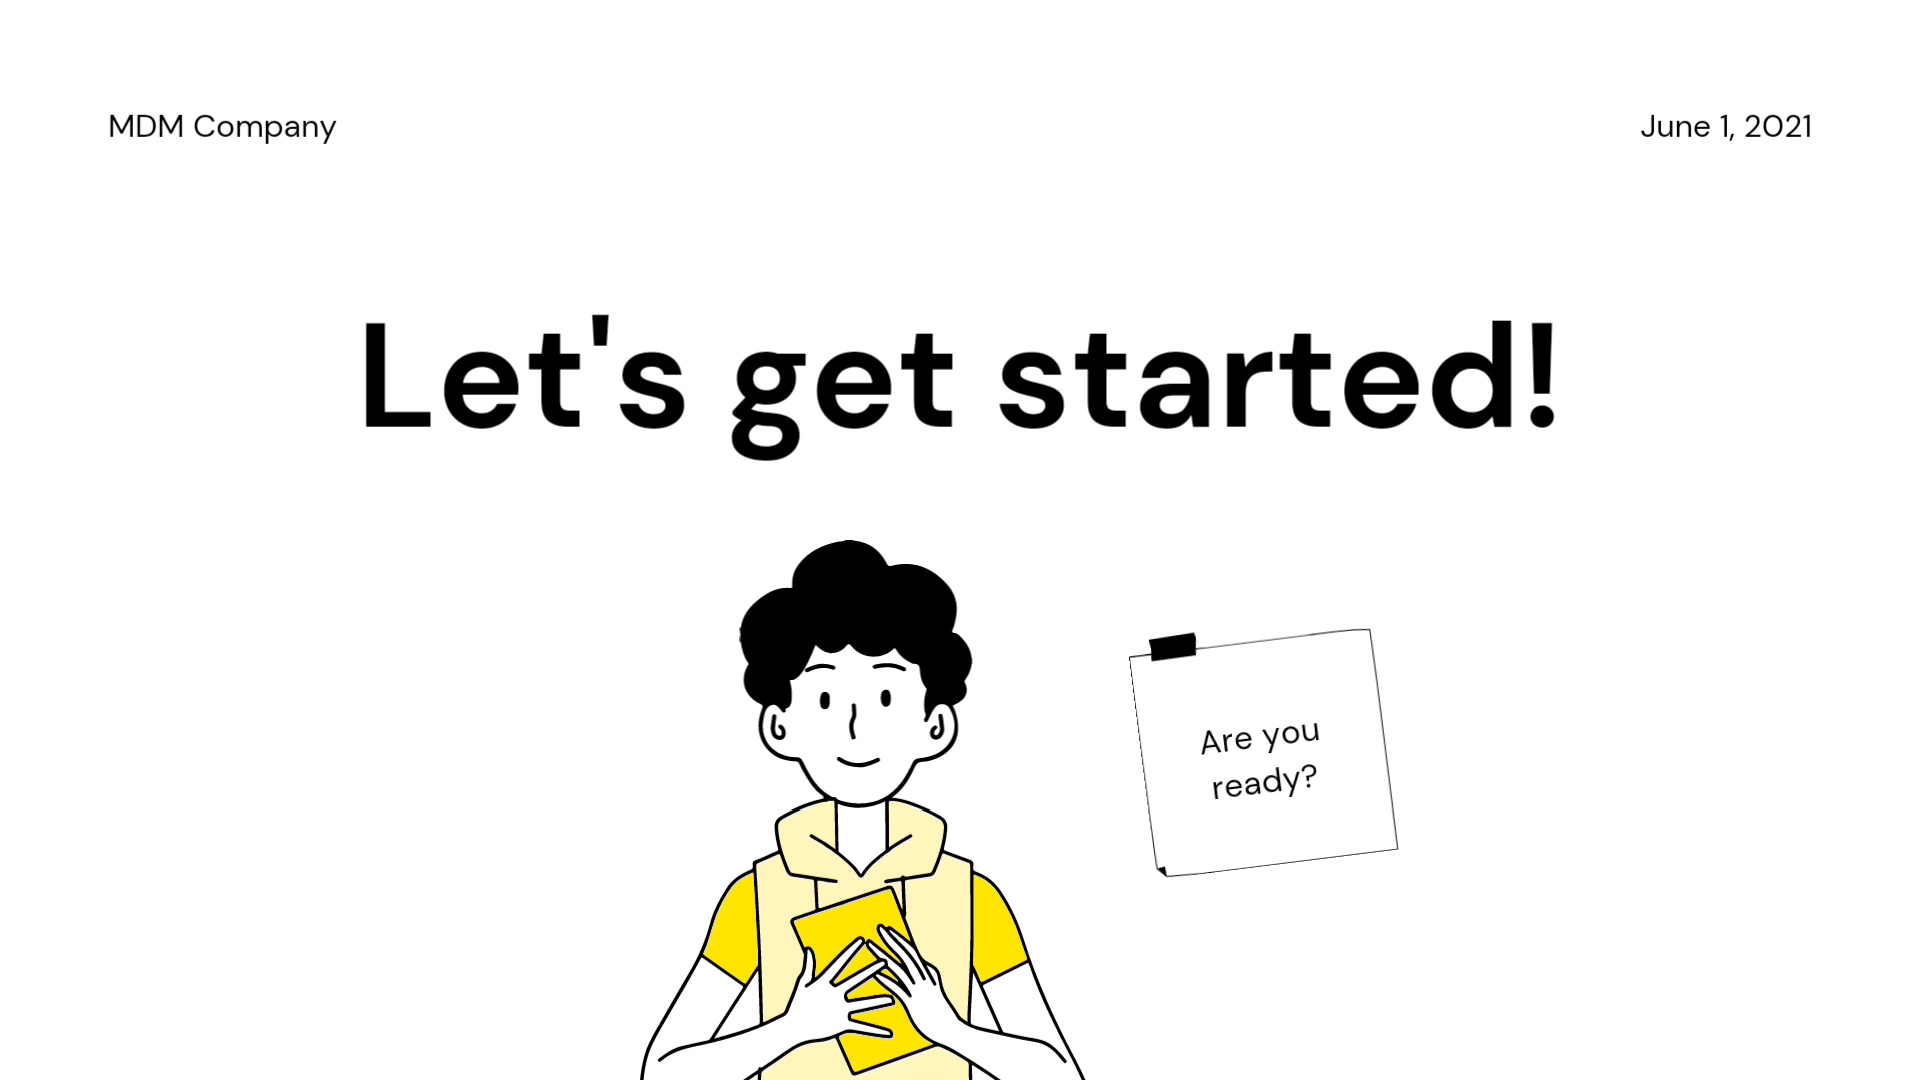 MDM Company
June 1, 2021
Let's get started!
Are you
ready?